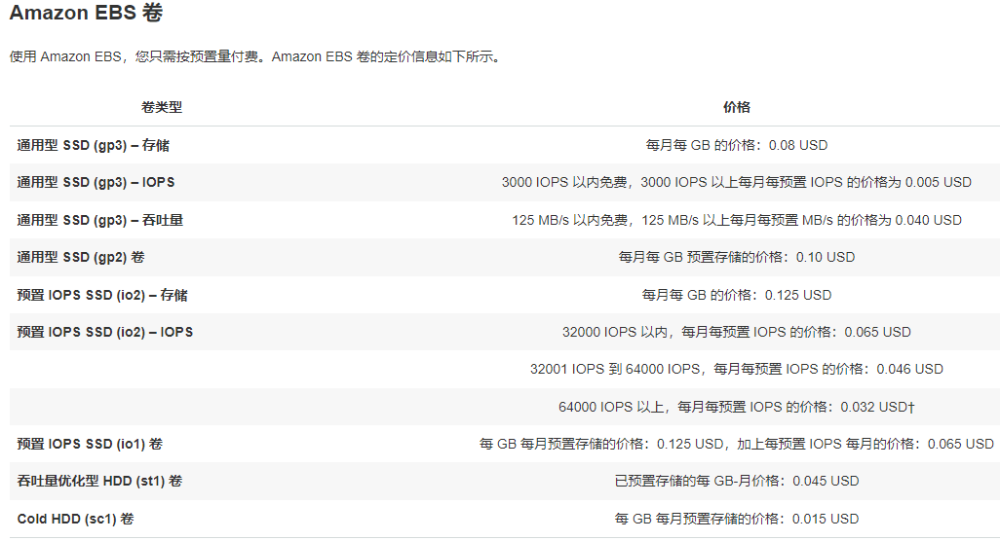 Amazon EBS 卷
使用 Amazon EBS，您只需按预置量付费。Amazon EBS 卷的定价信息如下所示。
卷类型 价格
通用型 SSD (gp3) – 存储 每月每 GB 的价格：0.08 USD
通用型 SSD (gp3) – IOPS 3000 IOPS 以内免费，3000 IOPS 以上每月每预置 IOPS 的价格为 0.005 USD
通用型 SSD (gp3) – 吞吐量 125 MB/s 以内免费，125 MB/s 以上每月每预置 MB/s 的价格为 0.040 USD
通用型 SSD (gp2) 卷 每月每 GB 预置存储的价格：0.10 USD
预置 IOPS SSD (io2) – 存储 每月每 GB 的价格：0.125 USD
预置 IOPS SSD (io2) – IOPS 32000 IOPS 以内，每月每预置 IOPS 的价格：0.065 USD
32001 IOPS 到 64000 IOPS，每月每预置 IOPS 的价格：0.046 USD
64000 IOPS 以上，每月每预置 IOPS 的价格：0.032 USD†
预置 IOPS SSD (io1) 卷 每 GB 每月预置存储的价格：0.125 USD，加上每预置 IOPS 每月的价格：0.065 USD
吞吐量优化型 HDD (st1) 卷 已预置存储的每 GB-月价格：0.045 USD
Cold HDD (sc1) 卷 每 GB 每月预置存储的价格：0.015 USD